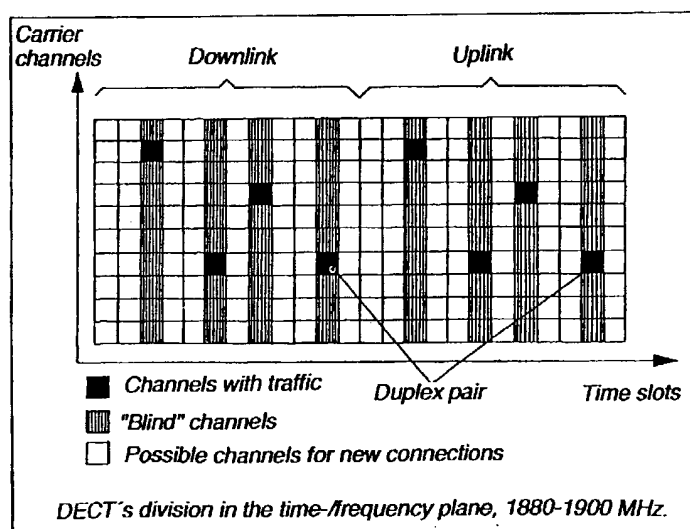 Carrier
channels
Downlink
Uplink
Channels with traffic
Duplex pair
Time slots
"Blind" channels
Possible channels for new connections
DECT´s division in the time-/frequency plane, 1880-1900 MHz.